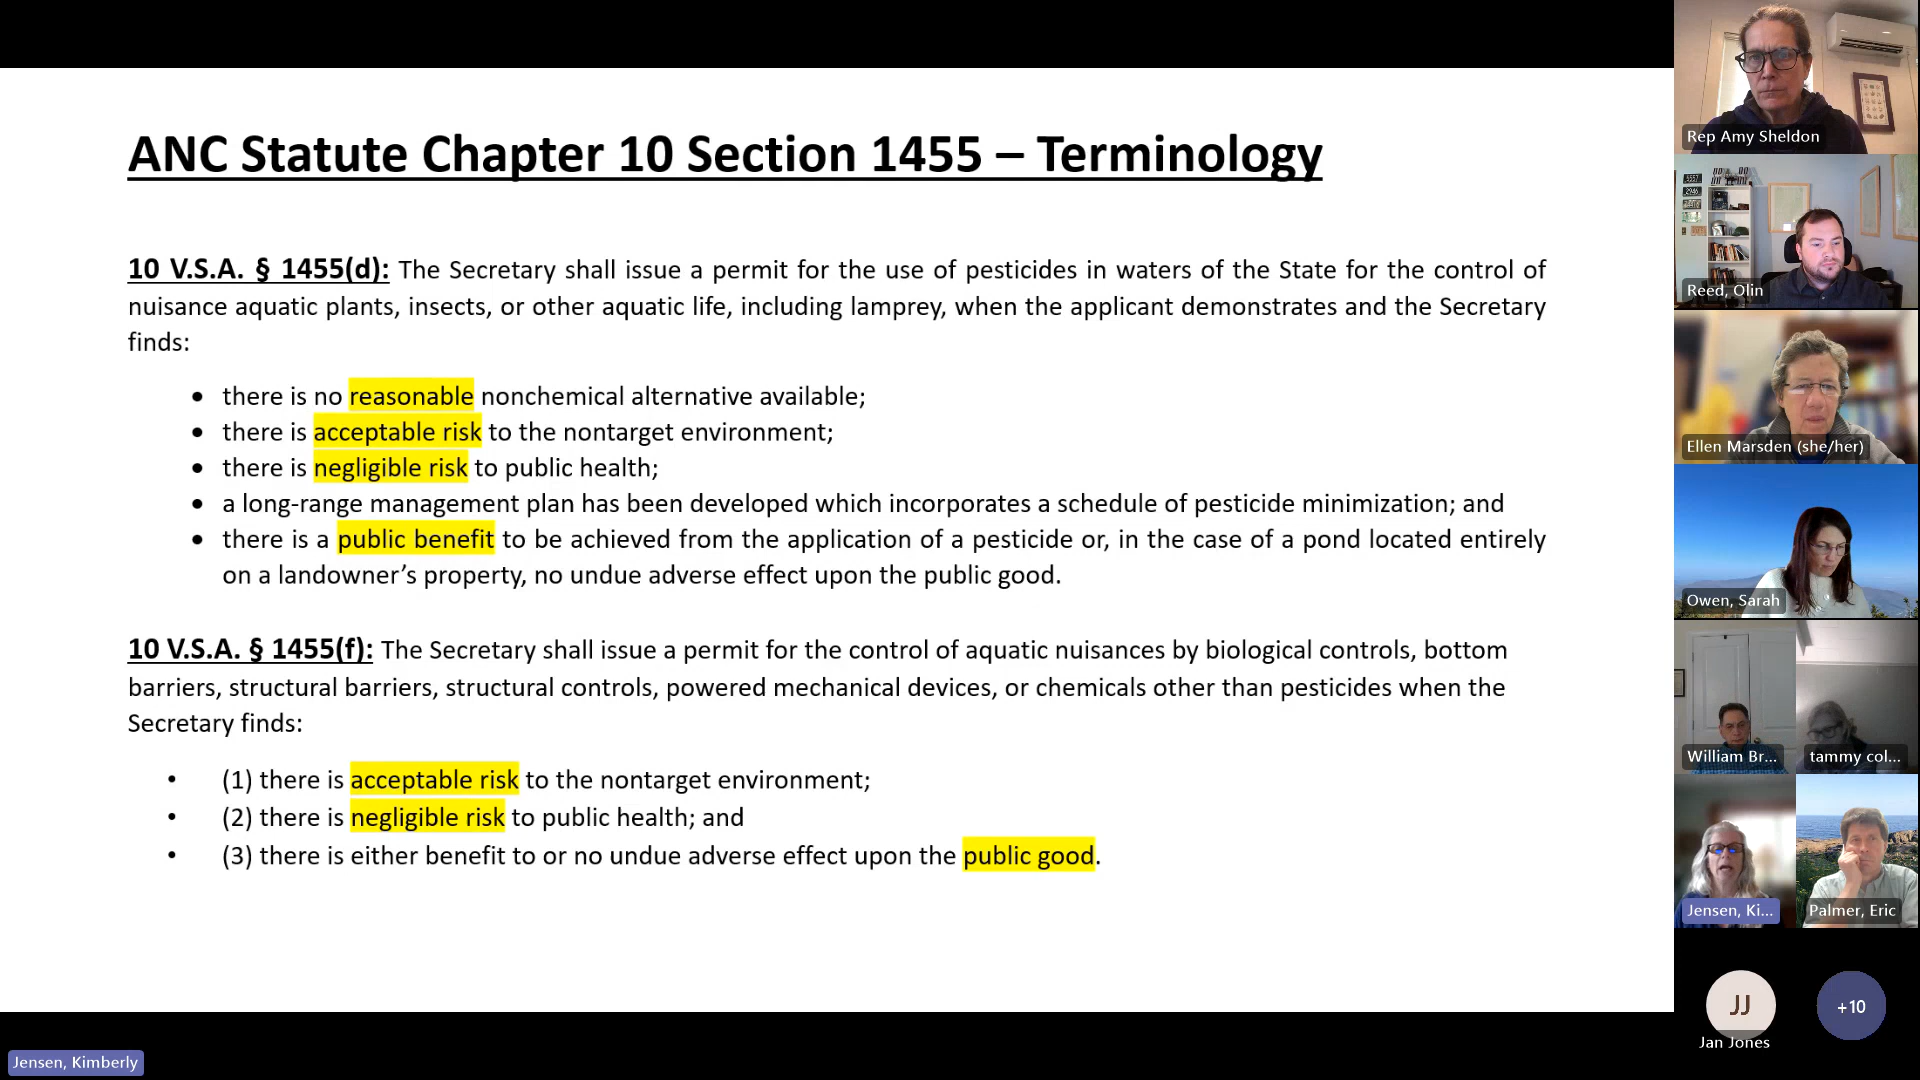 ANC Statute Chapter 10 Section 1455 – Terminology
10 V.S.A. § 1455(d): The Secretary shall issue a permit for the use of pesticides in waters of the State for the control of
nuisance aquatic plants, insects, or other aquatic life, including lamprey, when the applicant demonstrates and the Secretary
finds:
• there is no reasonable nonchemical alternative available;
• there is acceptable risk to the nontarget environment;
• there is negligible risk to public health;
• a long-range management plan has been developed which incorporates a schedule of pesticide minimization; and
• there is a public benefit to be achieved from the application of a pesticide or, in the case of a pond located entirely
on a landowner’s property, no undue adverse effect upon the public good.
10 V.S.A. § 1455(f): The Secretary shall issue a permit for the control of aquatic nuisances by biological controls, bottom
barriers, structural barriers, structural controls, powered mechanical devices, or chemicals other than pesticides when the
Secretary finds:
• (1) there is acceptable risk to the nontarget environment;
• (2) there is negligible risk to public health; and
• (3) there is either benefit to or no undue adverse effect upon the public good.
Jensen, Kimberly
Rep Amy Sheldon
Reed, Olin
Ellen Marsden (she/her)
Owen, Sarah
William Br...
tammy col...
Jensen, Ki...
Palmer, Eric
JJ
Jan Jones
+10